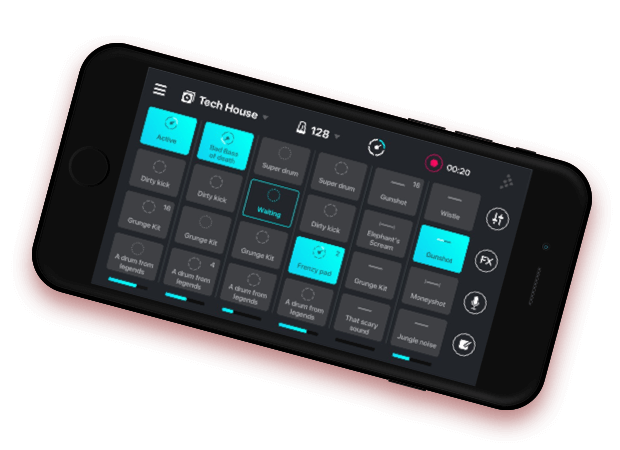 Tech House
128
00:20
Active
Bad Bass
of death
Super drum
Super drum
16
Gunshot
Wistle
Dirty kick
Dirty kick
Waiting
Dirty kick
Elephant's
Scream
Gunshot
FX
16
Grunge Kit
Grunge Kit
Grunge Kit
2
Frenzy pad
Grunge Kit
Moneyshot
A drum from
legends
4
A drum from
legends
A drum from
legends
A drum from
legends
That scary
sound
Jungle noise